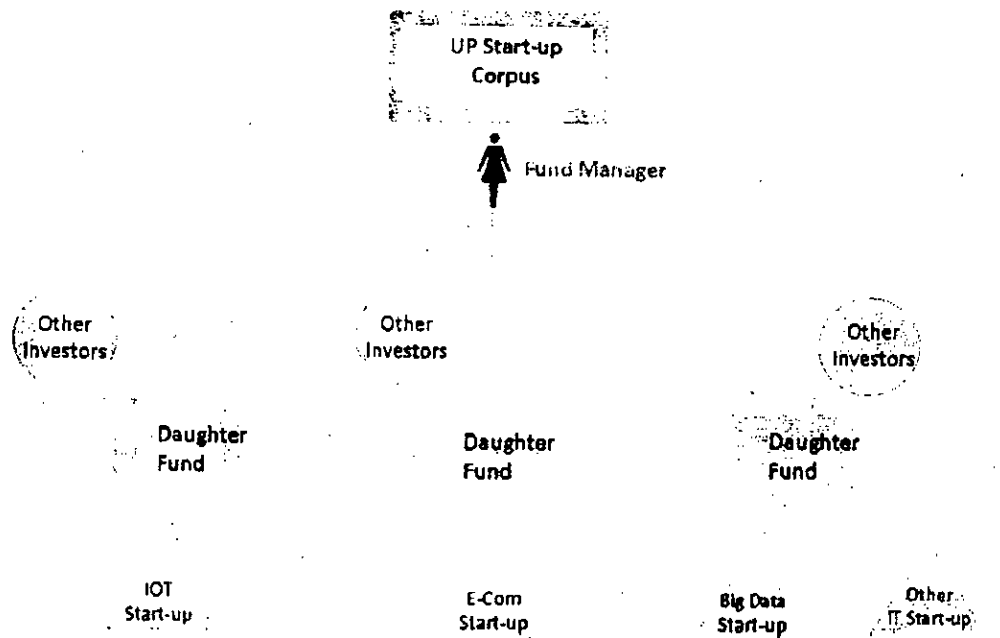 UP Start-up
Corpus
Fund Manager
Other
Investors
Other
Investors
Other
Investors
Daughter
Fund
Daughter
Fund
Daughter
Fund
IOT
Start-up
E-Com
Start-up
Big Data
Start-up
Other
IT Start-up